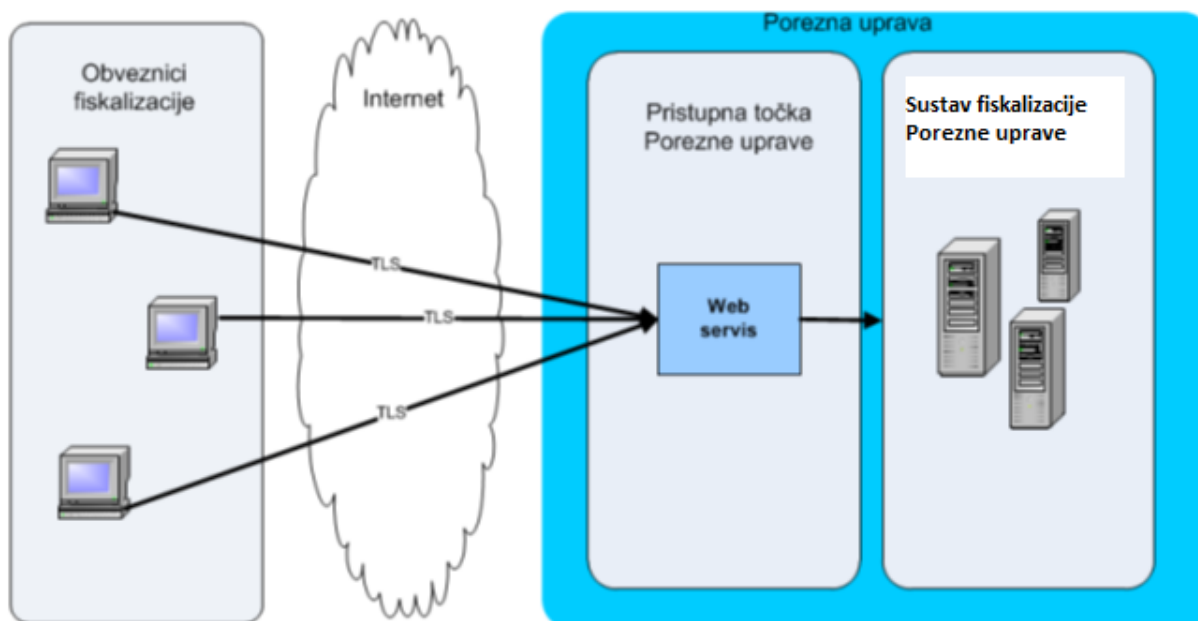 Porezna uprava
Obveznici
fiskalizacije
Internet
Pristupna točka
Porezne uprave
Sustav fiskalizacije
Porezne uprave
TLS
TLS
TLS
Web
servis